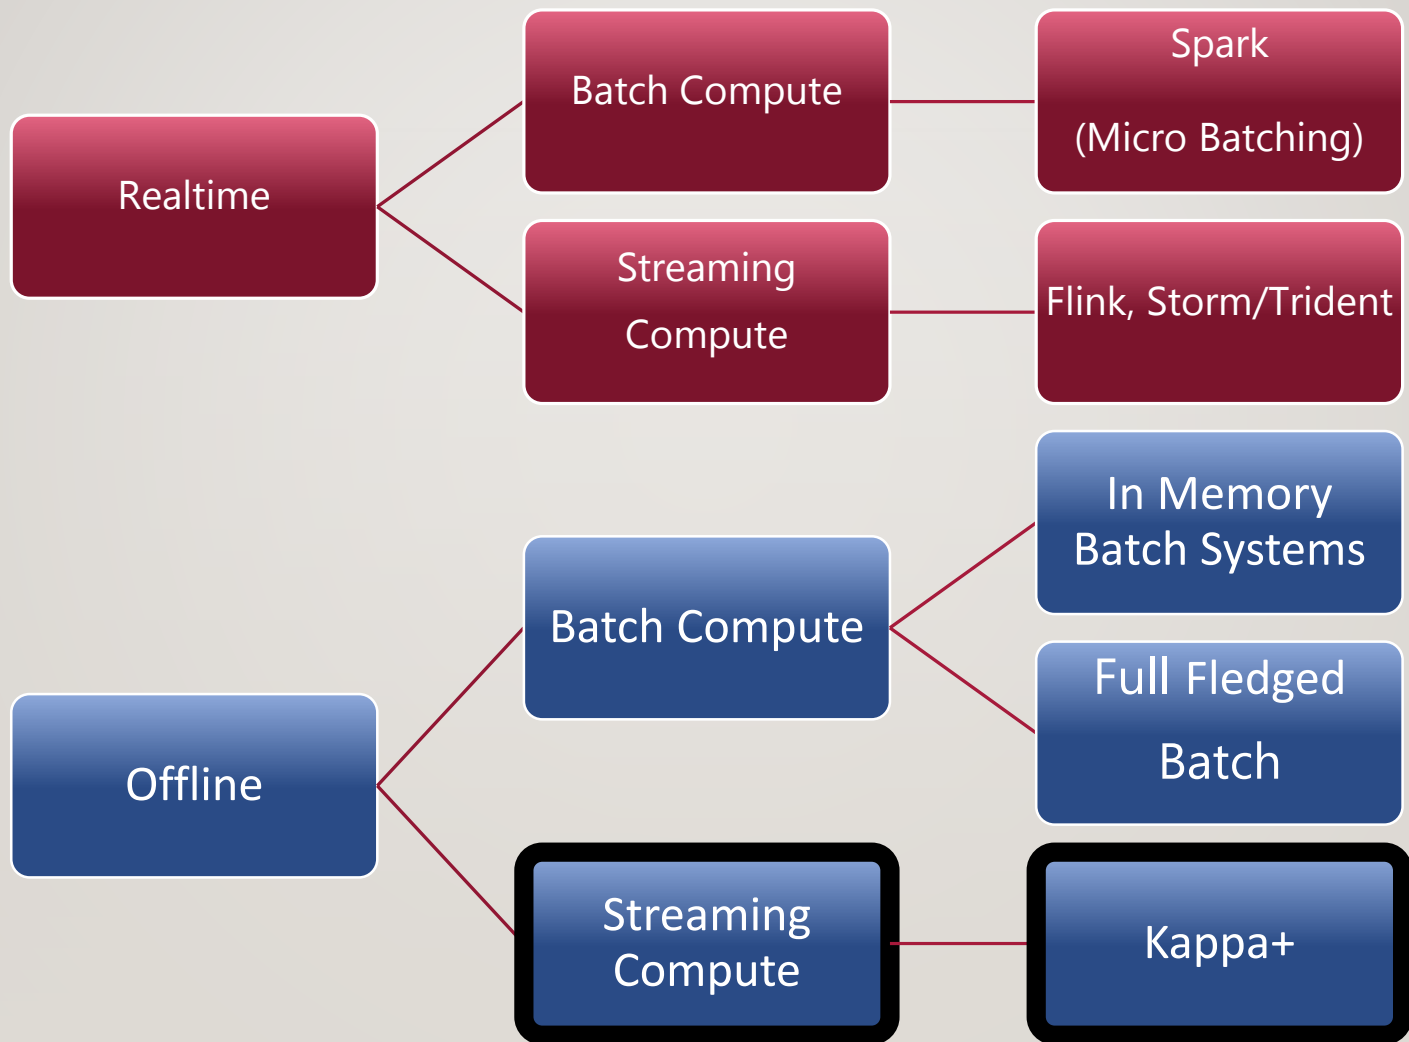 Realtime
Batch Compute
Spark
(Micro Batching)
Streaming
Compute
Flink, Storm/Trident
Offline
Batch Compute
In Memory
Batch Systems
Full Fledged
Batch
Streaming
Compute
Kappa+